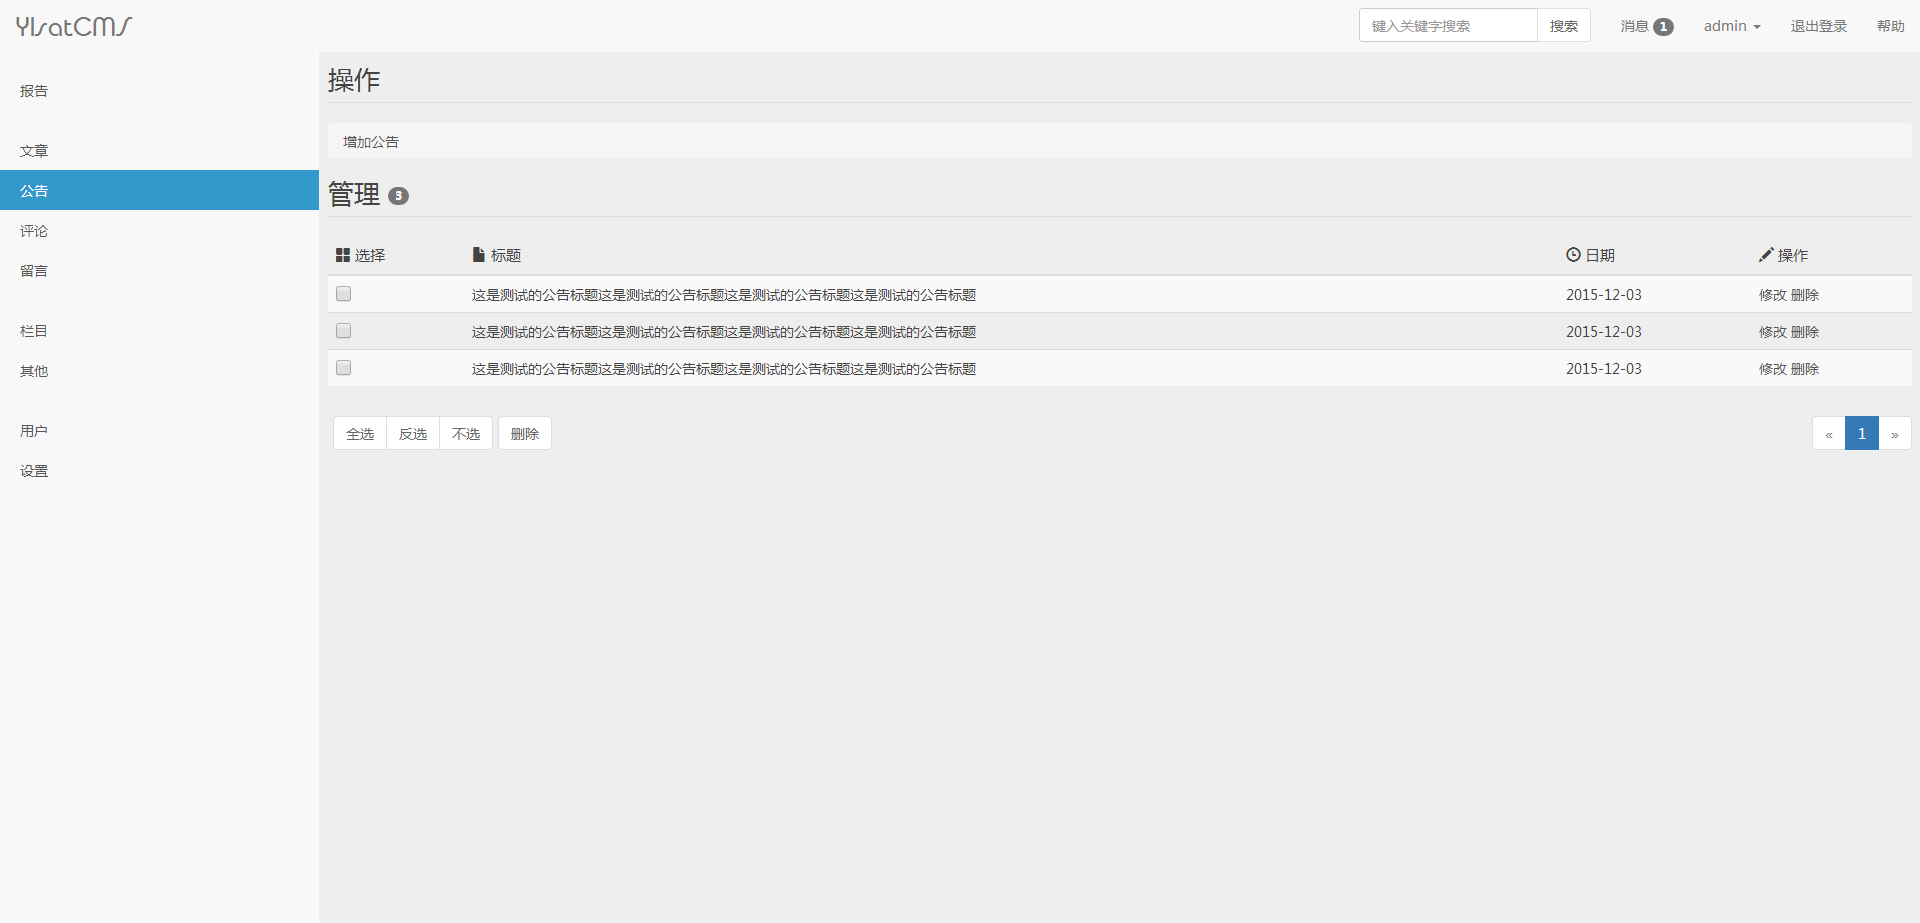 YlsatCMS
键入关键字搜索 搜索 消息 1 admin 退出登录 帮助
报告
文章
公告
评论
留言
栏目
其他
用户
设置
操作
增加公告
管理 3
选择 标题 日期 操作
这是测试的公告标题这是测试的公告标题这是测试的公告标题这是测试的公告标题 2015-12-03 修改 删除
这是测试的公告标题这是测试的公告标题这是测试的公告标题这是测试的公告标题 2015-12-03 修改 删除
这是测试的公告标题这是测试的公告标题这是测试的公告标题这是测试的公告标题 2015-12-03 修改 删除
全选 反选 不选 删除 « 1 »